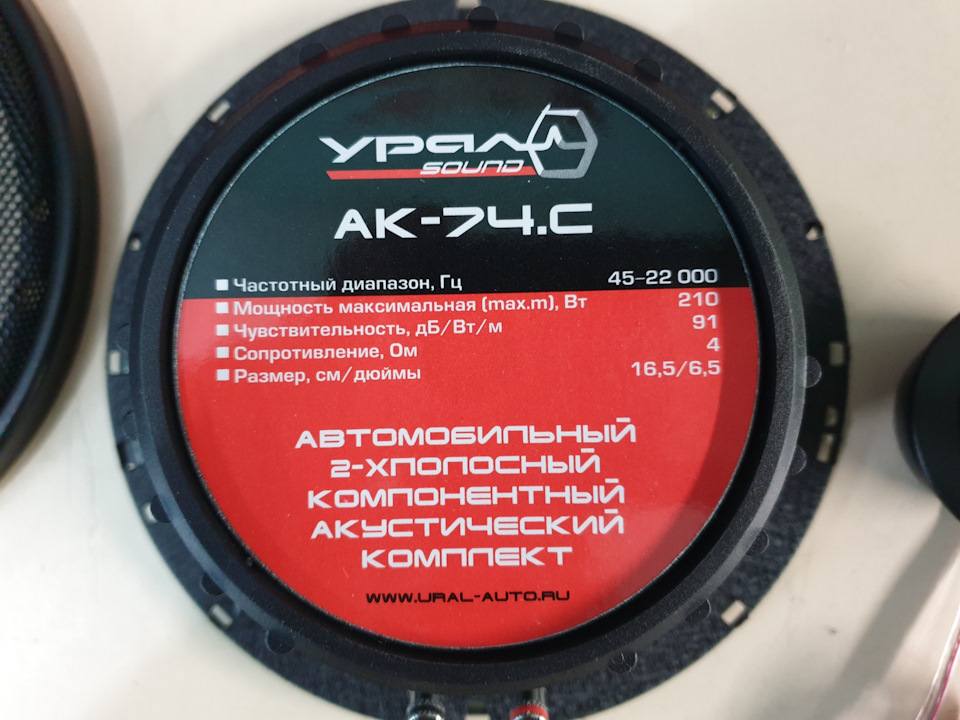 УРАЛ
SOUND
АК-74.С
Частотный диапазон, Гц 45-22 000
Мощность максимальная (max.m), Вт 210
Чувствительность, дБ/Вт/м 91
Сопротивление, Ом 4
Размер, см/дюймы 16,5/6,5
АВТОМОБИЛЬНЫЙ
2-ХПОЛОСНЫЙ
КОМПОНЕНТНЫЙ
АКУСТИЧЕСКИЙ
КОМПЛЕКТ
WWW.URAL-AUTO.RU